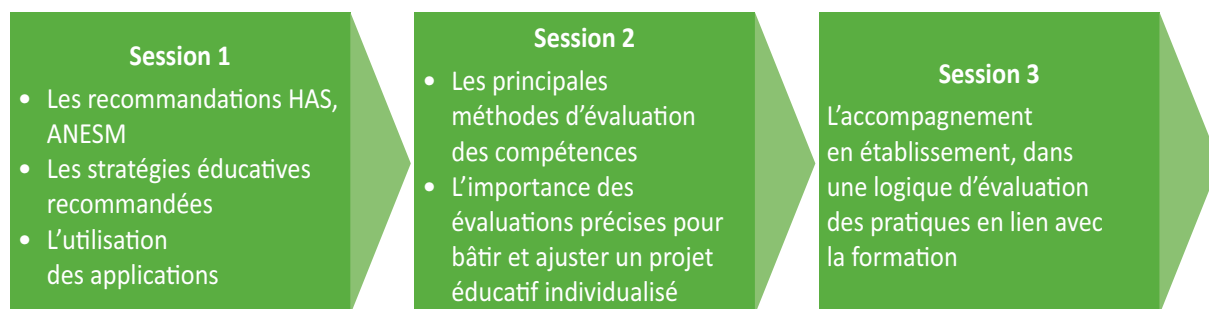 Session 1
• Les recommandations HAS,
ANESM
• Les stratégies éducatives
recommandées
• L'utilisation
des applications
Session 2
• Les principales
méthodes d'évaluation
des compétences
• L'importance des
évaluations précises pour
bâtir et ajuster un projet
éducatif individualisé
Session 3
L'accompagnement
en établissement, dans
une logique d'évaluation
des pratiques en lien avec
la formation